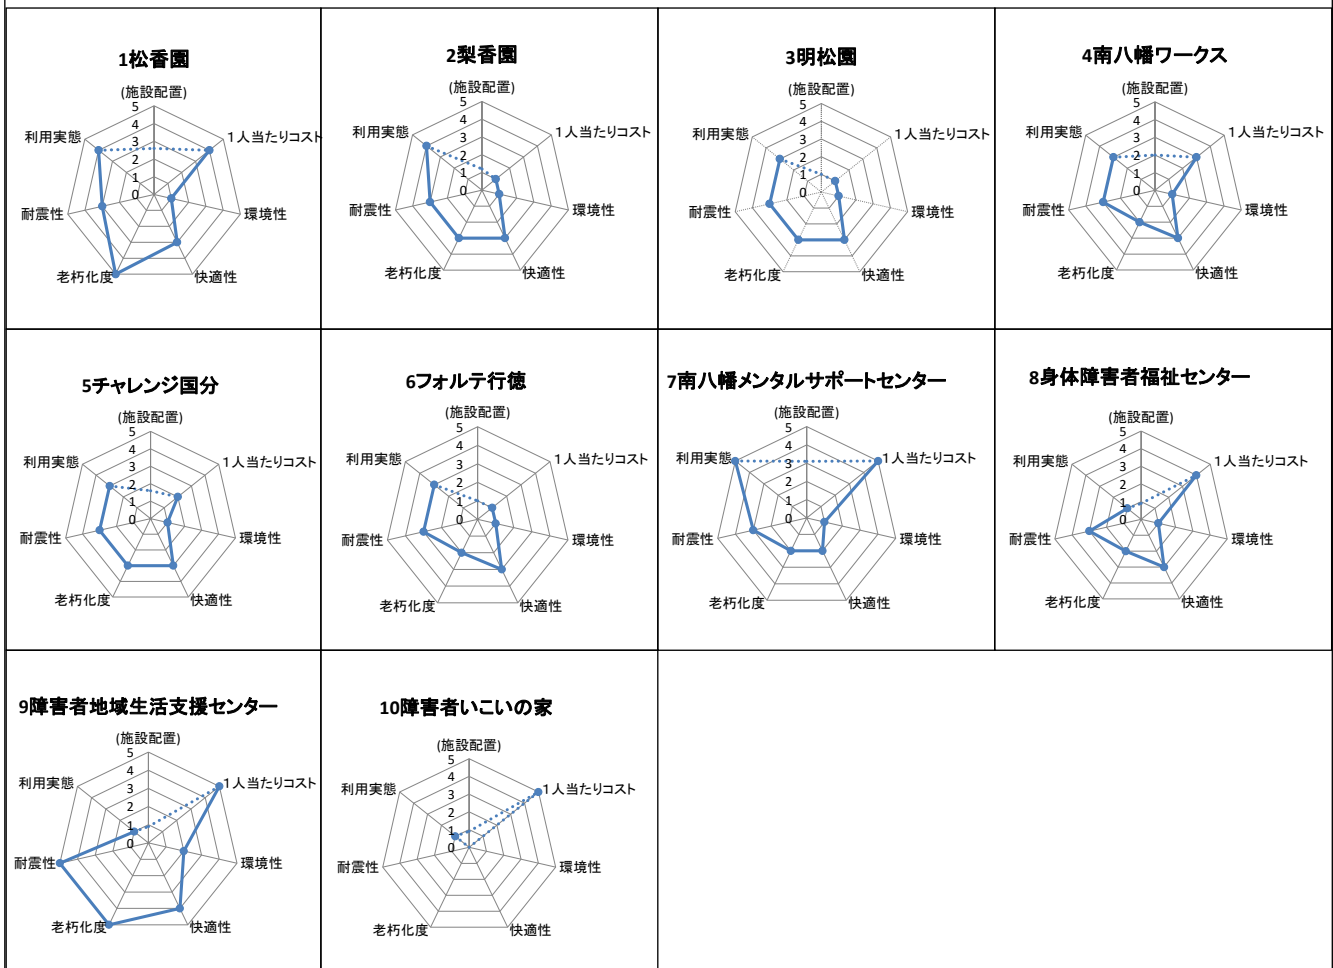 1松香園
(施設配置)
5
4
3
2
1
0
利用実態
1人当たりコスト
耐震性
環境性
老朽化度
快適性
2梨香園
(施設配置)
5
4
3
2
1
0
利用実態
1人当たりコスト
耐震性
環境性
老朽化度
快適性
3明松園
(施設配置)
5
4
3
2
1
0
利用実態
1人当たりコスト
耐震性
環境性
老朽化度
快適性
4南八幡ワークス
(施設配置)
5
4
3
2
1
0
利用実態
1人当たりコスト
耐震性
環境性
老朽化度
快適性
5チャレンジ国分
(施設配置)
5
4
3
2
1
0
利用実態
1人当たりコスト
耐震性
環境性
老朽化度
快適性
6フォルテ行徳
(施設配置)
5
4
3
2
1
0
利用実態
1人当たりコスト
耐震性
環境性
老朽化度
快適性
7南八幡メンタルサポートセンター
(施設配置)
5
4
3
2
1
0
利用実態
1人当たりコスト
耐震性
環境性
老朽化度
快適性
8身体障害者福祉センター
(施設配置)
5
4
3
2
1
0
利用実態
1人当たりコスト
耐震性
環境性
老朽化度
快適性
9障害者地域生活支援センター
(施設配置)
5
4
3
2
1
0
利用実態
1人当たりコスト
耐震性
環境性
老朽化度
快適性
10障害者いこいの家
(施設配置)
5
4
3
2
1
0
利用実態
1人当たりコスト
耐震性
環境性
老朽化度
快適性